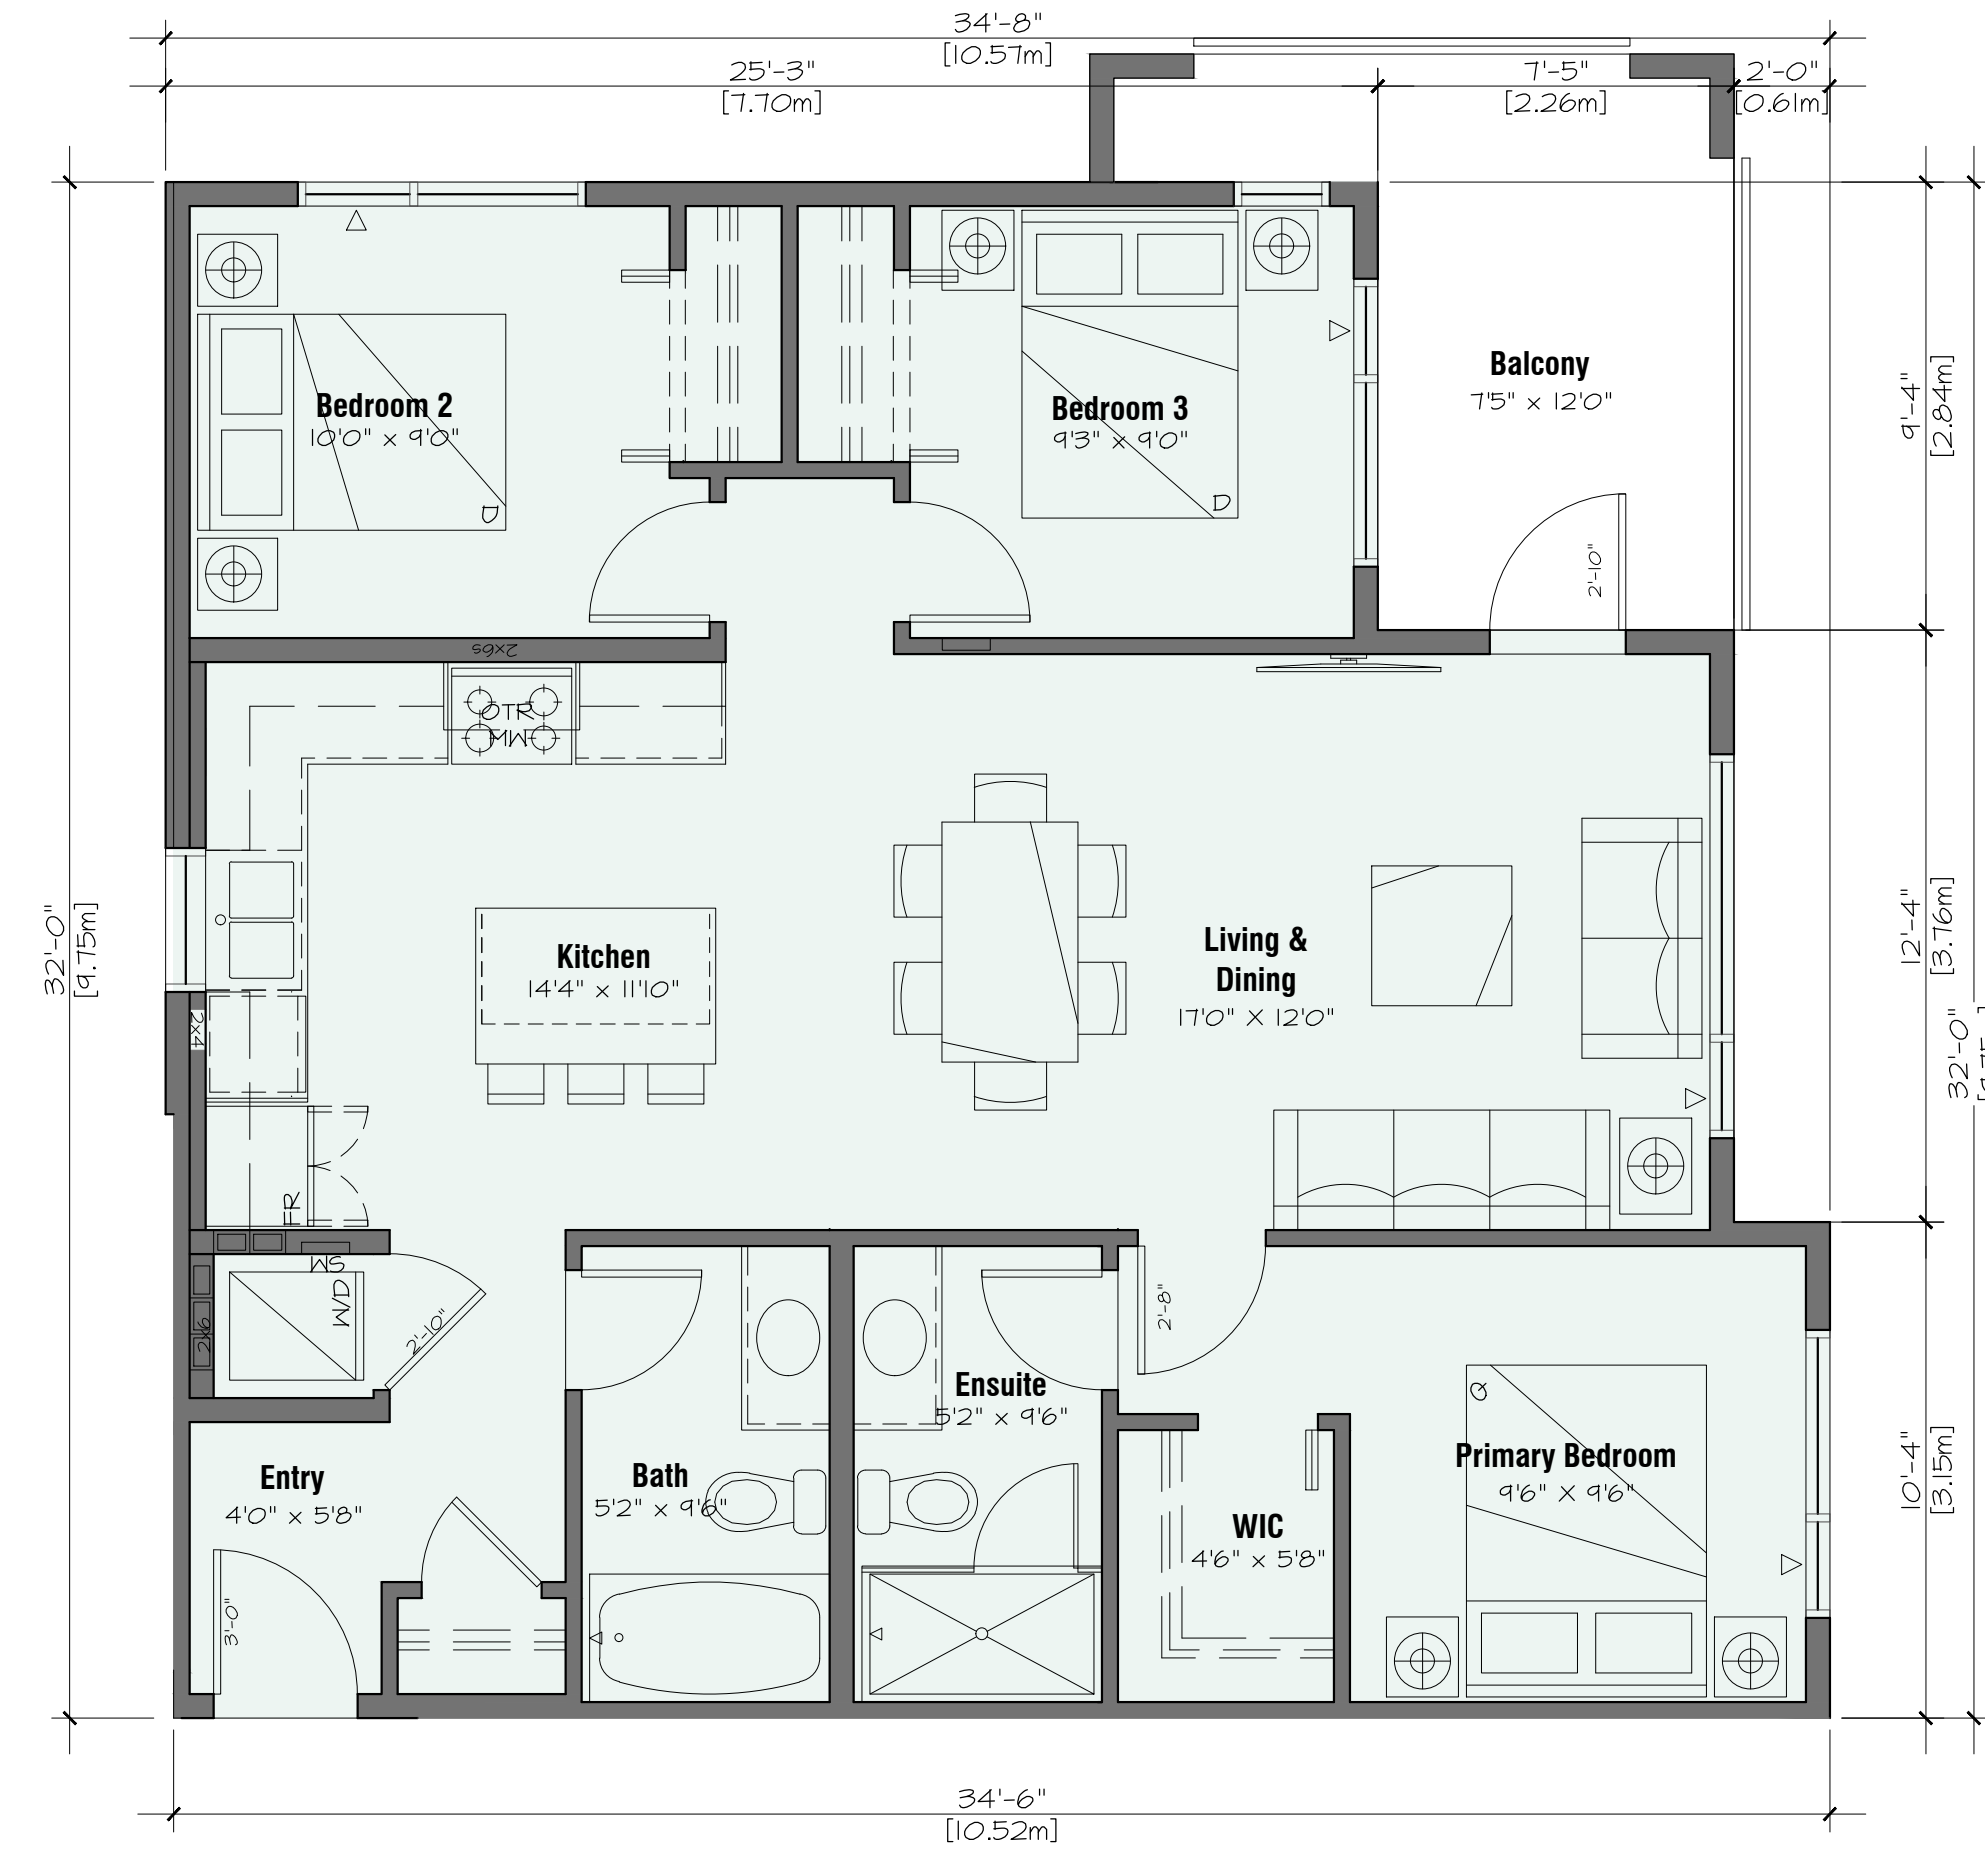 34'-8"
[10.57m]
25'-3"
[7.70m]
7'-5"
[2.26m]
2'-0"
[0.61m]
Balcony
7'5" x 12'0"
Bedroom 2
10'0" x 9'0"
D
Bedroom 3
9'3" x 9'0"
D
9'-4"
[2.84m]
2'-10"
2x6s
OTR
MW
32'-0"
[9.75m]
Kitchen
14'4" x 11'10"
Living &
Dining
17'0" X 12'0"
12'-4"
[3.76m]
32'-0"
2x4
FR
SM
W/D
2x6
2'-10"
2'-8"
Ensuite
5'2" x 9'6"
Q
Entry
4'0" x 5'8"
Bath
5'2" x 9'6"
Primary Bedroom
9'6" X 9'6"
WIC
4'6" x 5'8"
10'-4"
[3.15m]
3'-0"
34'-6"
[10.52m]